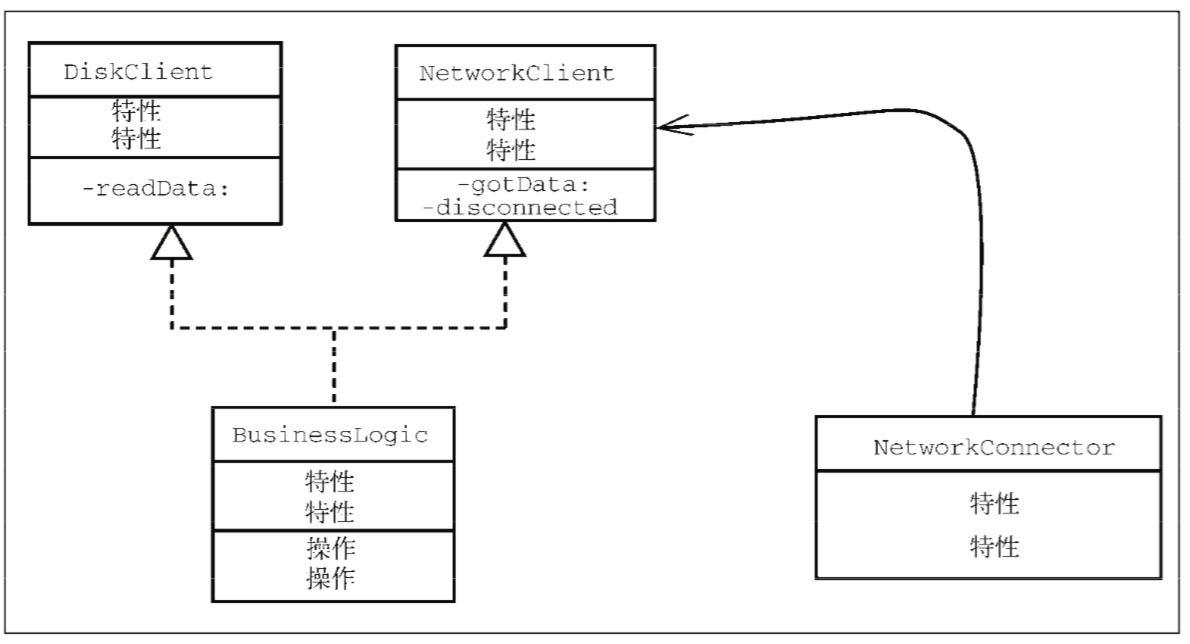 DiskClient
特性
特性
-readData:
NetworkClient
特性
特性
-gotData:
-disconnected
BusinessLogic
特性
特性
操作
操作
NetworkConnector
特性
特性